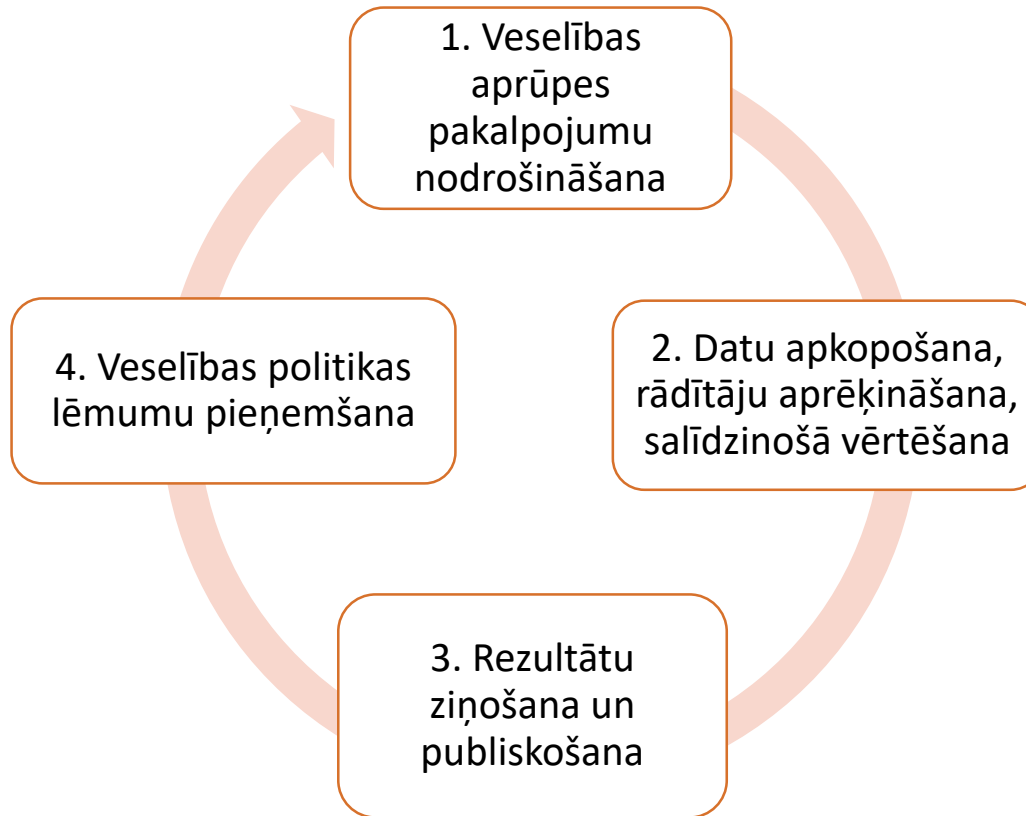 1. Veselības
aprūpes
pakalpojumu
nodrošināšana
2. Datu apkopošana,
rādītāju aprēķināšana,
salīdzinošā vērtēšana
3. Rezultātu
ziņošana un
publiskošana
4. Veselības politikas
lēmumu pieņemšana